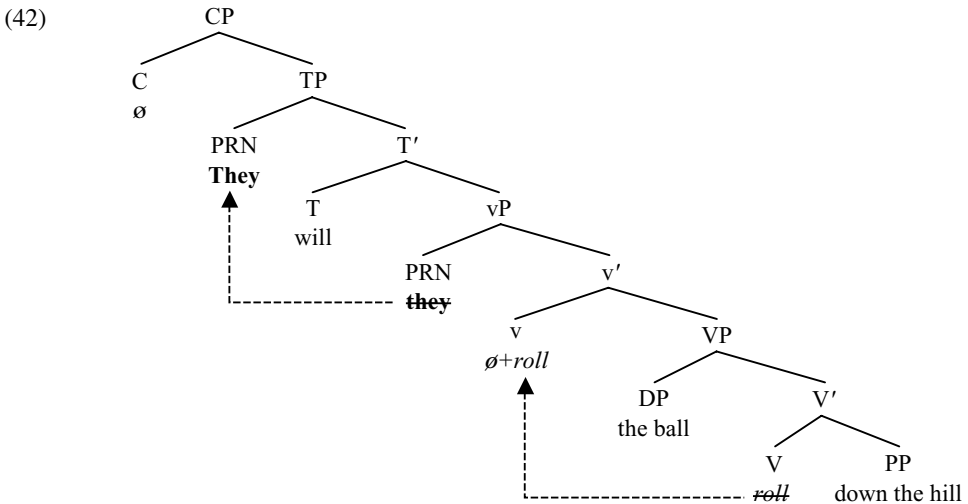 (42) CP
C TP
ø
PRN T′
They
T vP
will
PRN v′
they
v VP
ø+roll
DP V′
the ball
V PP
roll down the hill